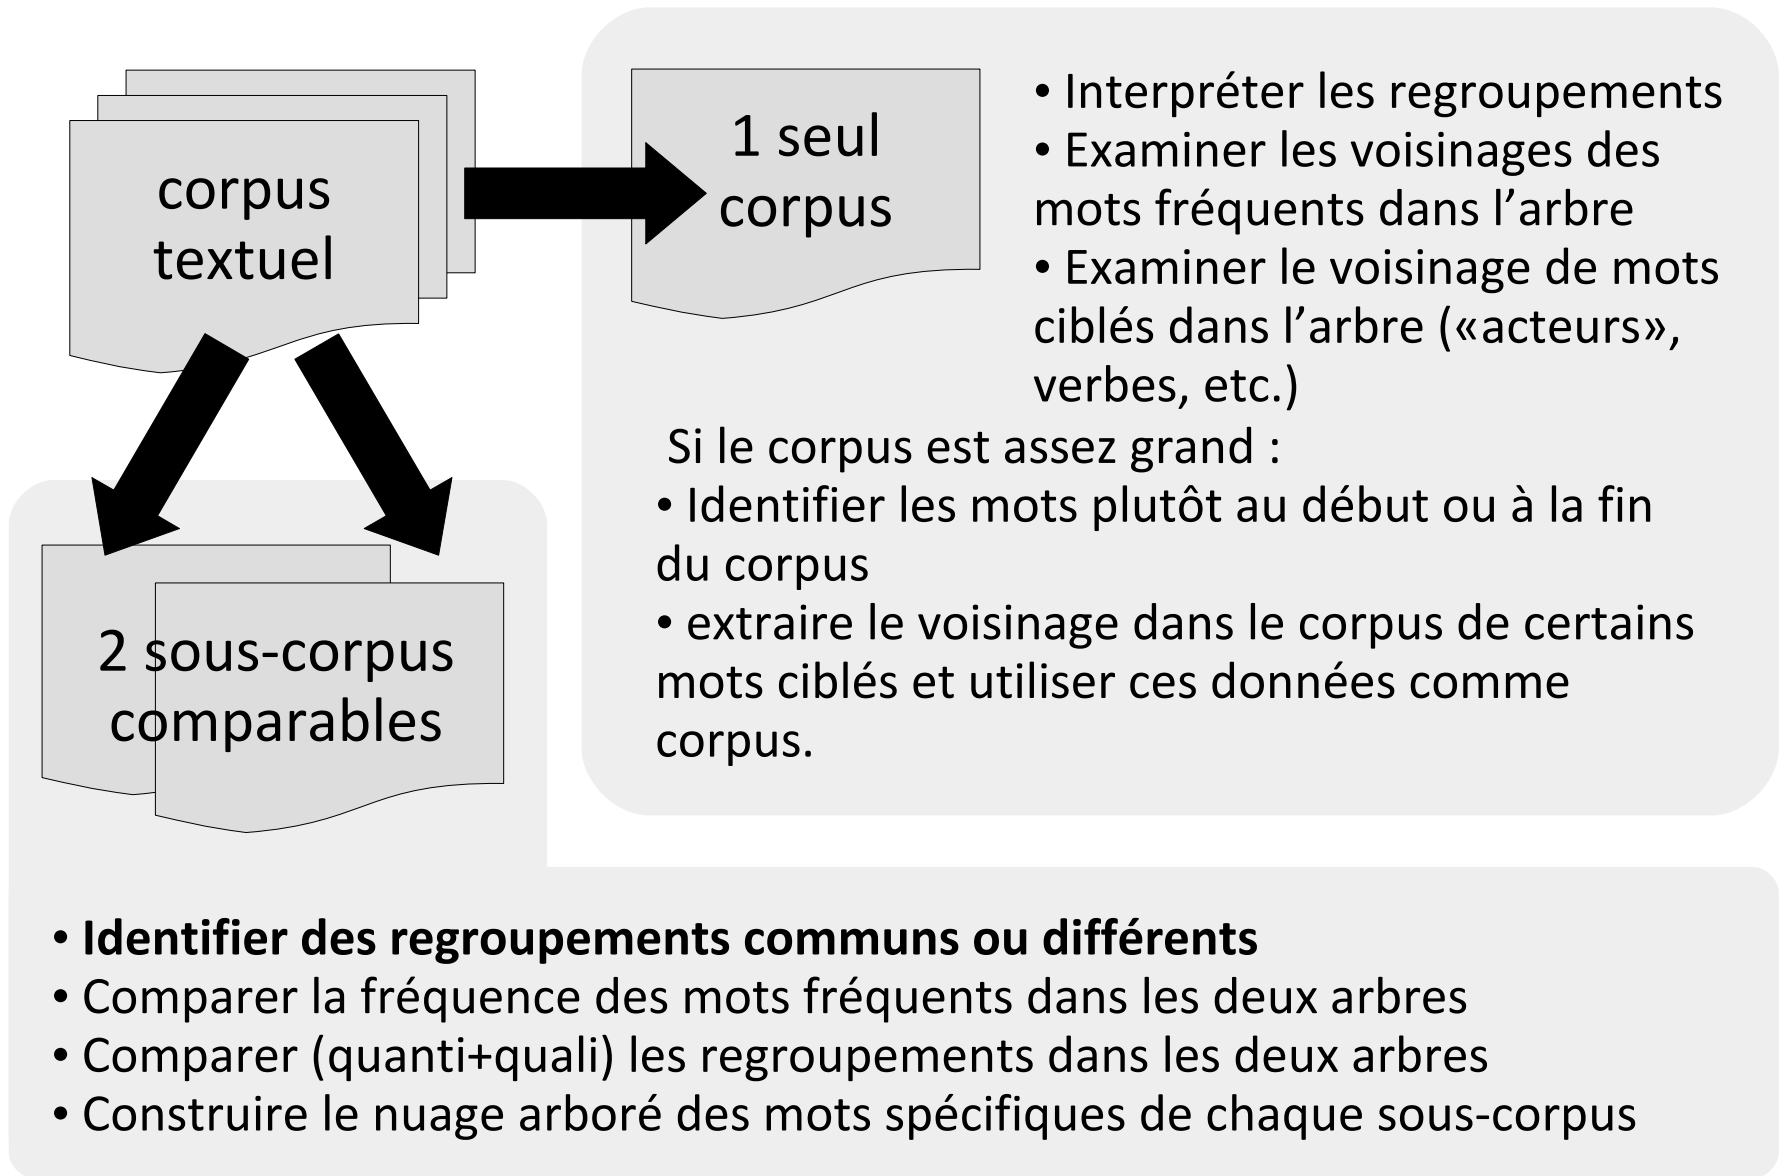 corpus
textuel
1 seul
corpus
• Interpréter les regroupements
• Examiner les voisinages des
mots fréquents dans l’arbre
• Examiner le voisinage de mots
ciblés dans l’arbre («acteurs»,
verbes, etc.)
Si le corpus est assez grand :
• Identifier les mots plutôt au début ou à la fin
du corpus
• extraire le voisinage dans le corpus de certains
mots ciblés et utiliser ces données comme
corpus.
2 sous-corpus
comparables
• Identifier des regroupements communs ou différents
• Comparer la fréquence des mots fréquents dans les deux arbres
• Comparer (quanti+quali) les regroupements dans les deux arbres
• Construire le nuage arboré des mots spécifiques de chaque sous-corpus